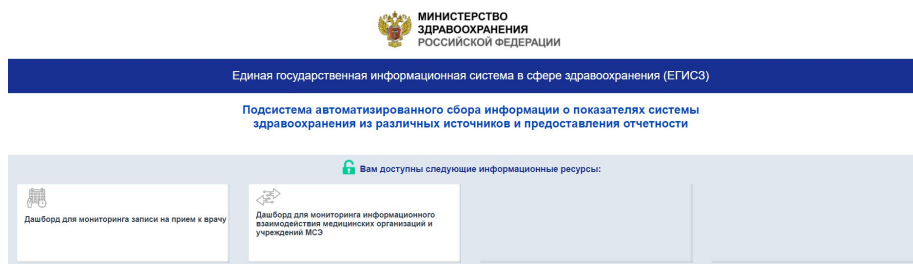 МИНИСТЕРСТВО
ЗДРАВООХРАНЕНИЯ
РОССИЙСКОЙ ФЕДЕРАЦИИ
Единая государственная информационная система в сфере здравоохранения (ЕГИСЗ)
Подсистема автоматизированного сбора информации о показателях системы
здравоохранения из различных источников и предоставления отчетности
Вам доступны следующие информационные ресурсы:
Дашборд для мониторинга записи на прием к врачу
Дашборд для мониторинга информационного
взаимодействия медицинских организаций и
учреждений МСЭ